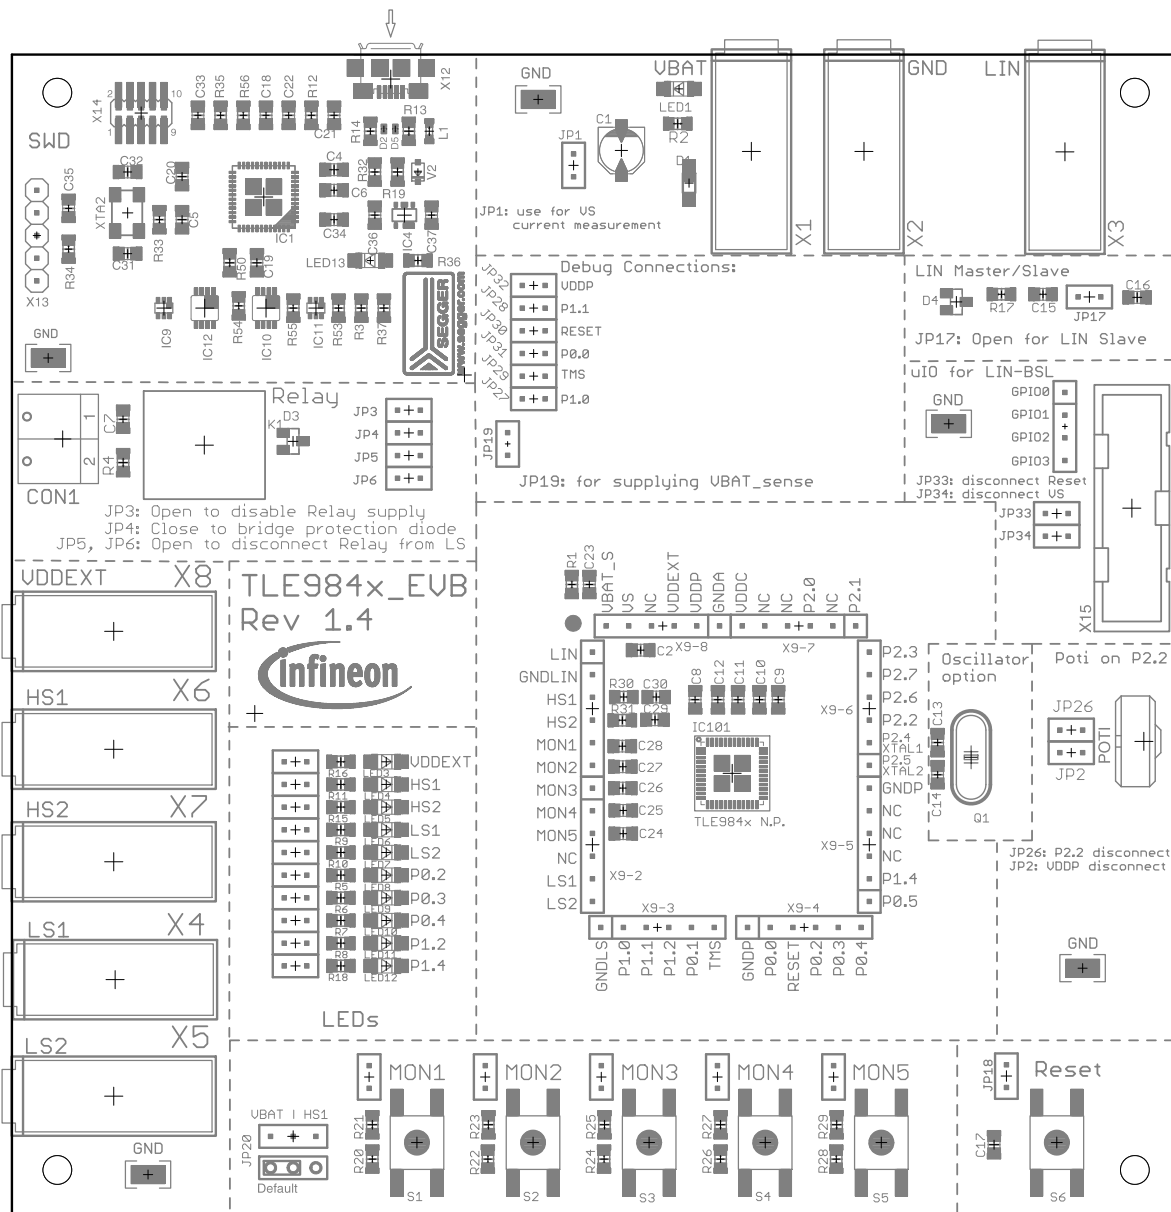 X12
X14
2
10
1
9
C33
R35
R56
C18
C22
R12
C21
R14
D2
D5
R13
L1
SWD
C32
C20
C35
XTA2
R33
C5
C31
R34
X13
IC1
C4
C6
C34
R32
R19
V2
C36
IC4
C37
R50
C19
LED13
R36
IC9
IC12
R54
IC10
R55
IC11
R53
R3
R37
SEGGER
www.segger.com
GND
GND
VBAT
LED1
R2
C1
JP1
JP1: use for VS
current measurement
X1
GND
X2
LIN
X3
Debug Connections:
JP32
VDDP
JP28
P1.1
JP30
RESET
JP31
P0.0
JP29
TMS
JP27
P1.0
JP19
JP19: for supplying VBAT_sense
LIN Master/Slave
D4
R17
C15
JP17
C16
JP17: Open for LIN Slave
uIO for LIN-BSL
GND
GPIO0
GPIO1
GPIO2
GPIO3
JP33: disconnect Reset
JP34: disconnect VS
JP33
JP34
X15
Relay
CON1
1
2
C7
R4
K1
D3
JP3
JP4
JP5
JP6
JP3: Open to disable Relay supply
JP4: Close to bridge protection diode
JP5, JP6: Open to disconnect Relay from LS
VDDEXT
X8
HS1
X6
HS2
X7
LS1
X4
LS2
X5
GND
TLE984x_EVB
Rev 1.4
infineon
VDDEXT
R16
LED3
HS1
R11
LED4
HS2
R15
LED5
LS1
R9
LED6
LS2
R10
LED7
P0.2
R5
LED8
P0.3
R6
LED9
P0.4
R7
LED10
P1.2
R8
LED11
P1.4
R18
LED12
LEDs
R1
C23
VBAT_S
VS
NC
VDDEXT
VDDP
GNDA
VDDC
NC
NC
P2.0
NC
P2.1
X9-8
X9-7
LIN
GNDLIN
HS1
HS2
MON1
MON2
MON3
MON4
MON5
NC
LS1
LS2
X9-2
C2
R30
C30
R31
C29
C28
C27
C26
C25
C24
C8
C12
C11
C10
C9
IC101
TLE984x N.P.
P2.3
P2.7
P2.6
P2.2
P2.4
XTAL1
P2.5
XTAL2
GNDP
NC
NC
NC
P1.4
P0.5
X9-6
X9-5
X9-3
X9-4
GNDLS
P1.0
P1.1
P1.2
P0.1
TMS
GNDP
P0.0
RESET
P0.2
P0.3
P0.4
Oscillator
option
C13
C14
Q1
Poti on P2.2
JP26
JP2
POTI
JP26: P2.2 disconnect
JP2: VDDP disconnect
GND
VBAT | HS1
JP20
Default
MON1
R21
R20
S1
MON2
R23
R22
S2
MON3
R25
R24
S3
MON4
R27
R26
S4
MON5
R29
R28
S5
JP18
Reset
C17
S6